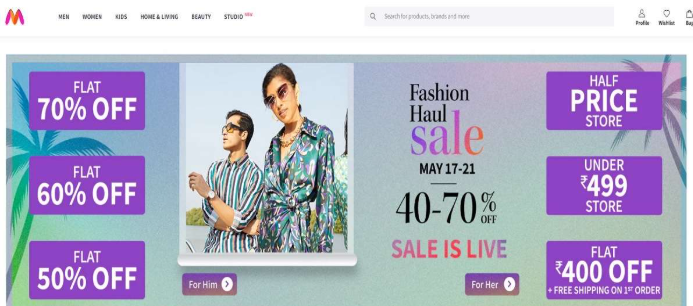 MEN WOMEN KIDS HOME & LIVING BEAUTY STUDIO NEW
Search for products, brands and more
Profile Wishlist Bag
FLAT
70% OFF
FLAT
60% OFF
FLAT
50% OFF
For Him
Fashion
Haul
sale
MAY 17-21
40-70% OFF
SALE IS LIVE
For Her
HALF
PRICE
STORE
UNDER
₹499
STORE
FLAT
₹400 OFF
+ FREE SHIPPING ON 1ST ORDER